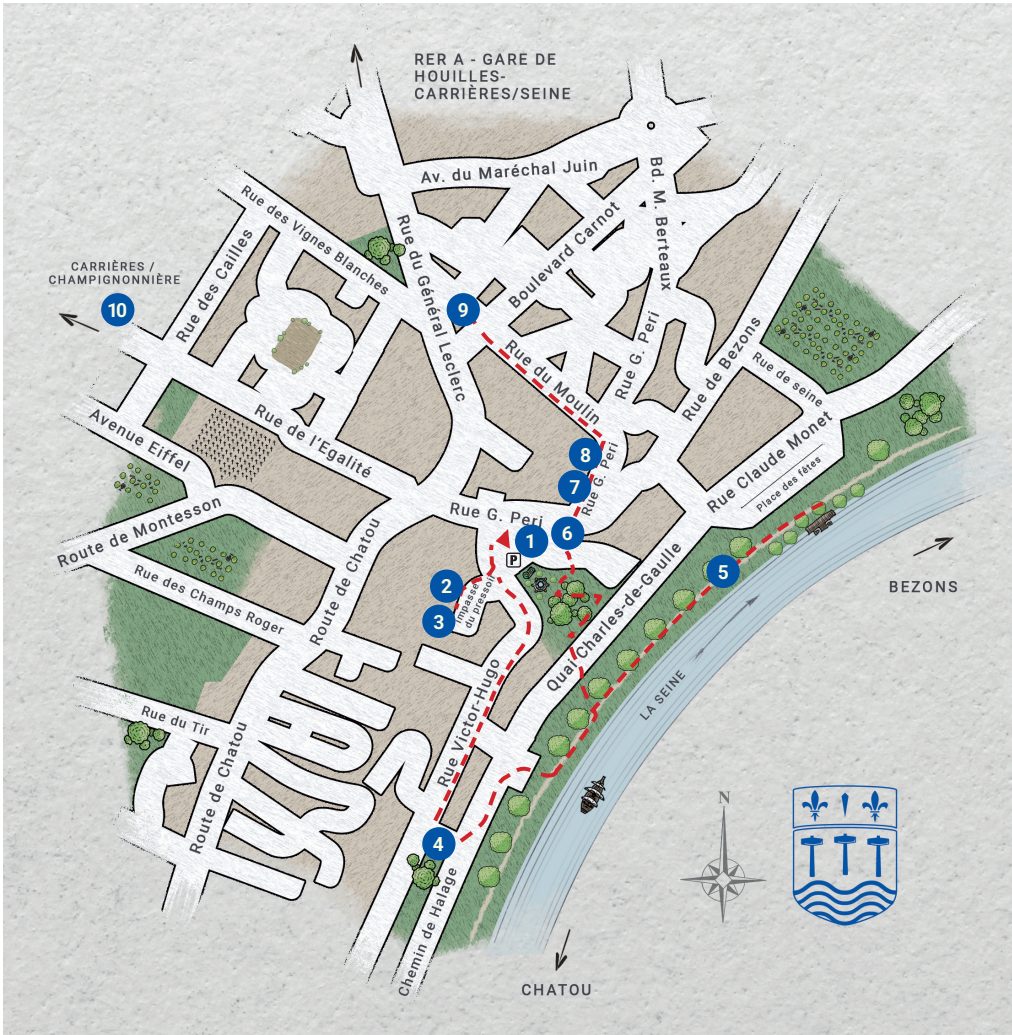 RER A - GARE DE
HOUILLES-
CARRIÈRES/SEINE
Av. du Maréchal Juin
Bd. M. Berteaux
Rue des Vignes Blanches
Rue du Général Leclerc
Boulevard Carnot
Rue des Cailles
CARRIÈRES /
CHAMPIGNONNIÈRE
10
9
Rue du Moulin
Rue G. Peri
Rue de Bezons
Rue de seine
Rue Claude Monet
Place des fêtes
Avenue Eiffel
Rue de l'Egalité
8
7
Rue G. Peri
Rue G. Peri
6
1
P
Route de Montesson
Route de Chatou
Rue des Champs Roger
2
3
Impasse
du pressoir
5
BEZONS
Quai Charles-de-Gaulle
LA SEINE
Rue Victor-Hugo
Rue du Tir
Route de Chatou
4
Chemin de Halage
N
CHATOU